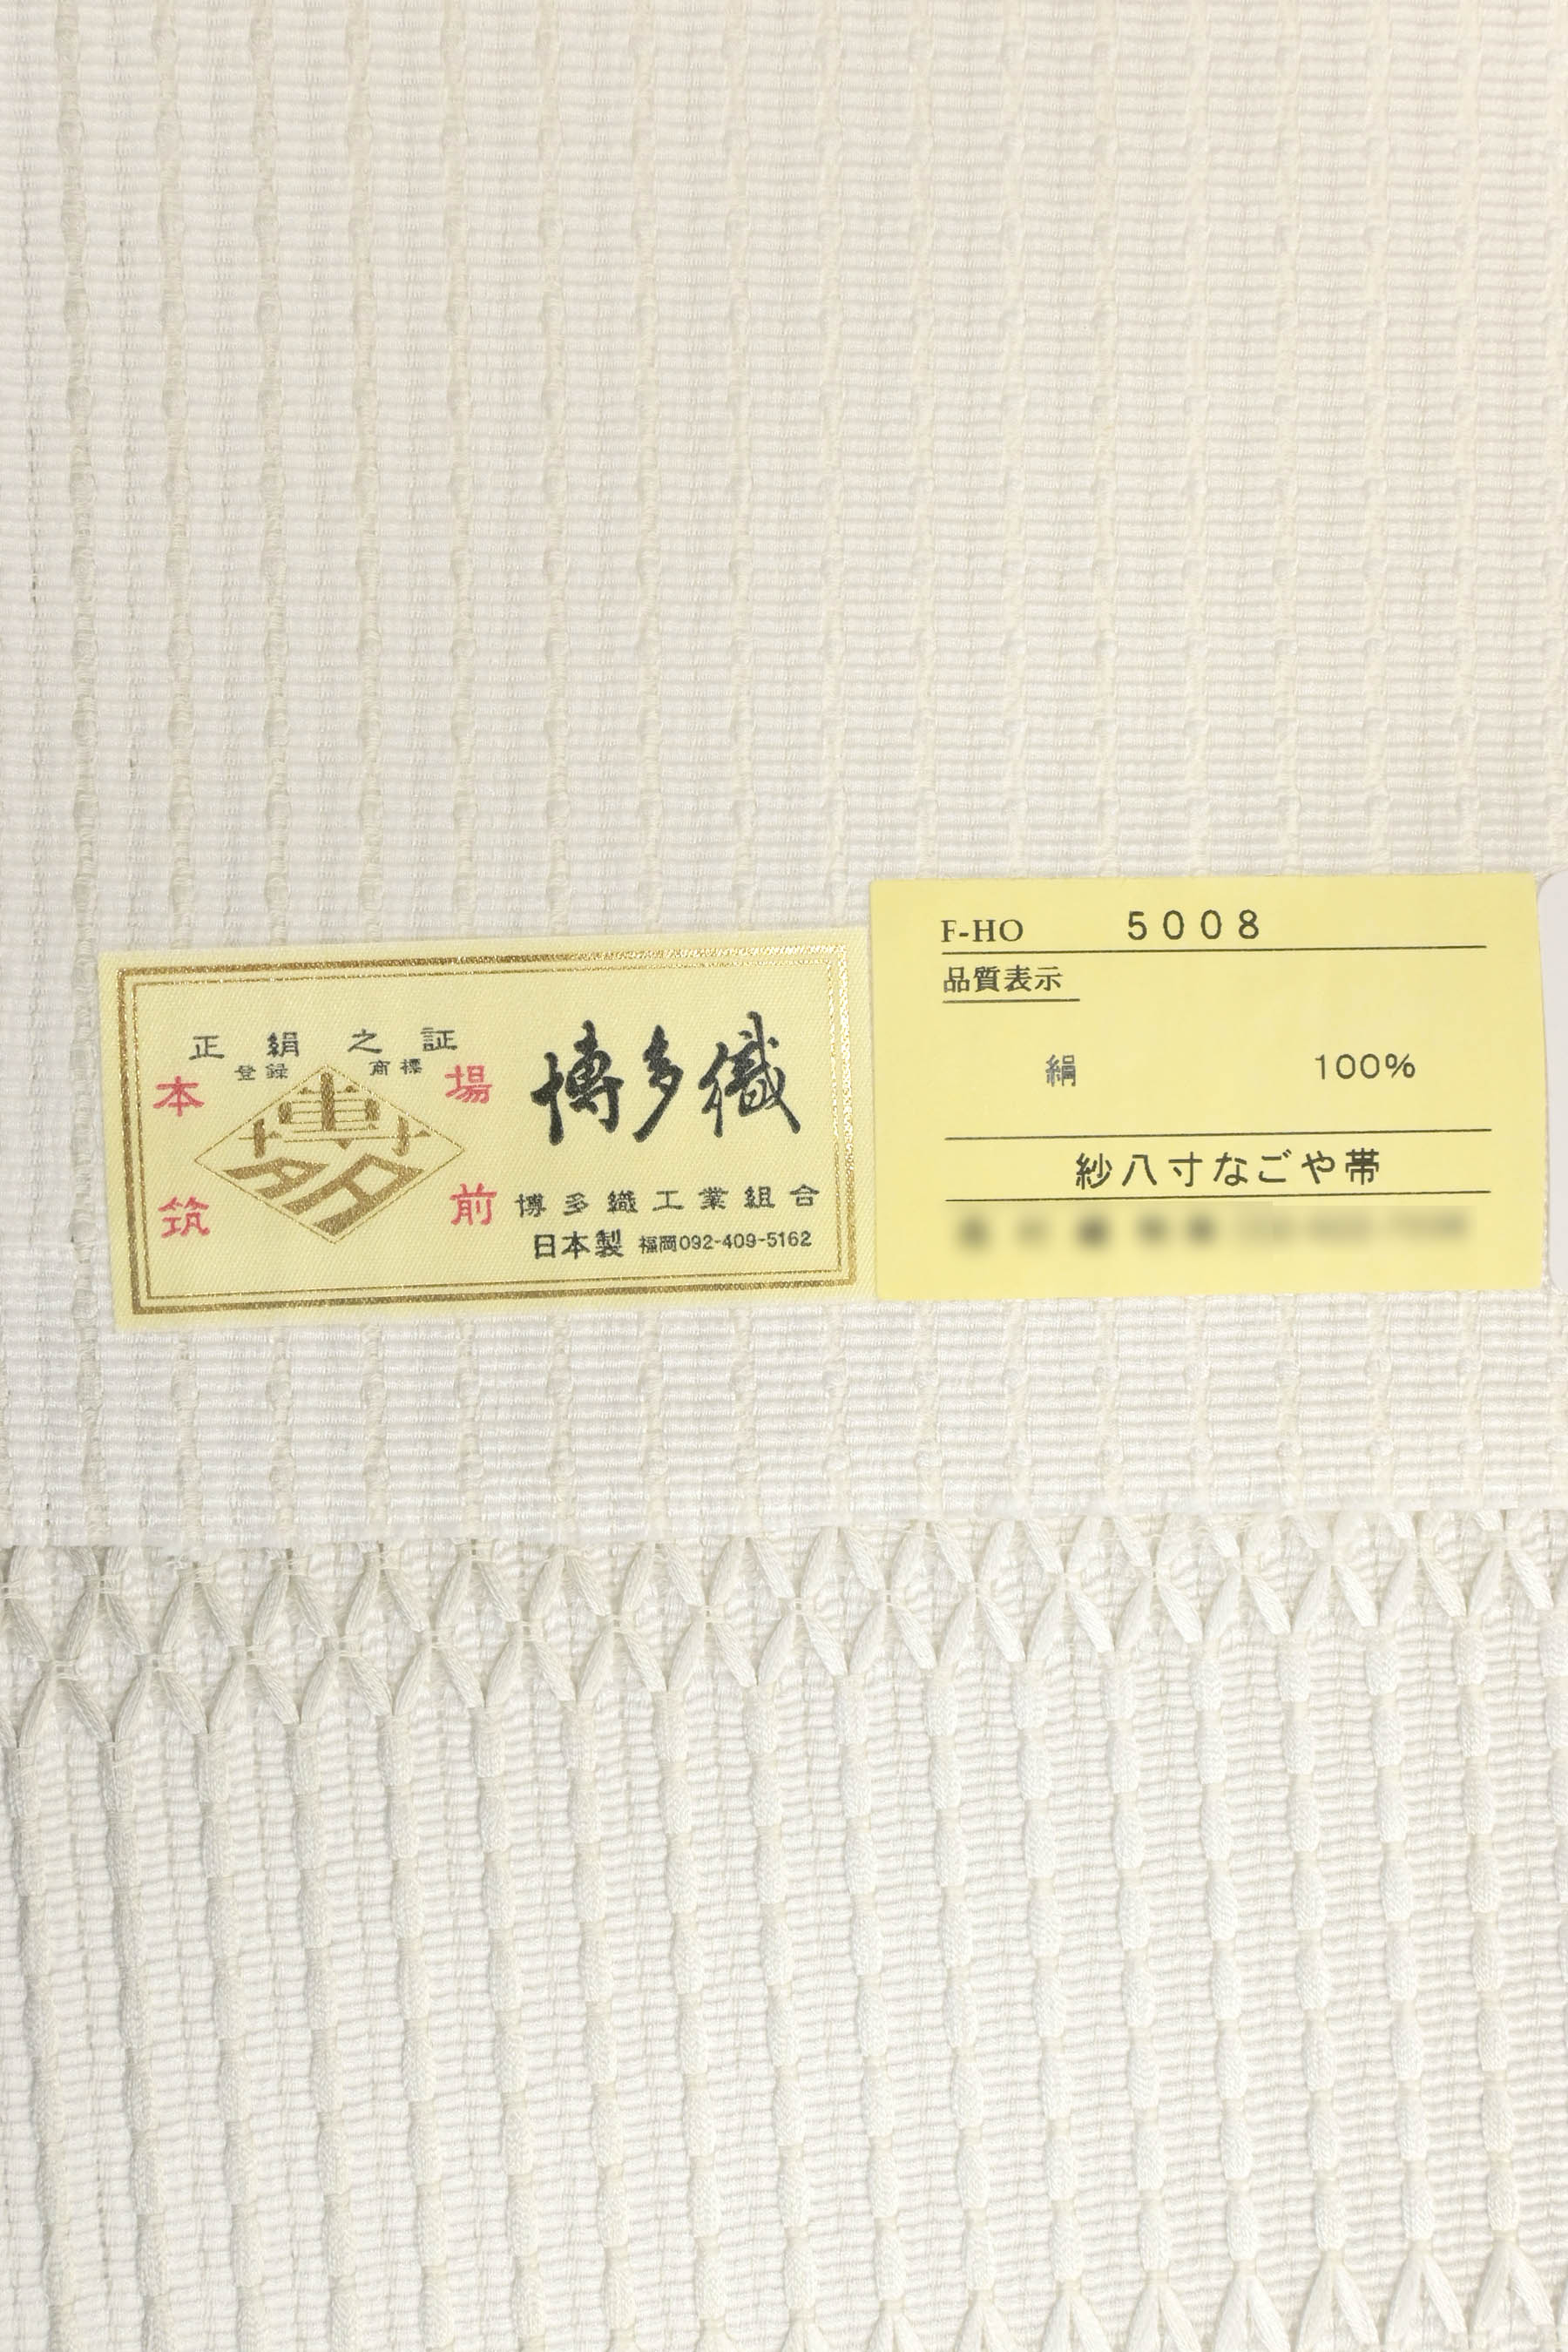 正絹之証
登録 商標
本 場
博多
筑 前
博多織
博多織工業組合
日本製 福岡092-409-5162
F-HO 5008
品質表示
絹 100%
紗八寸なごや帯